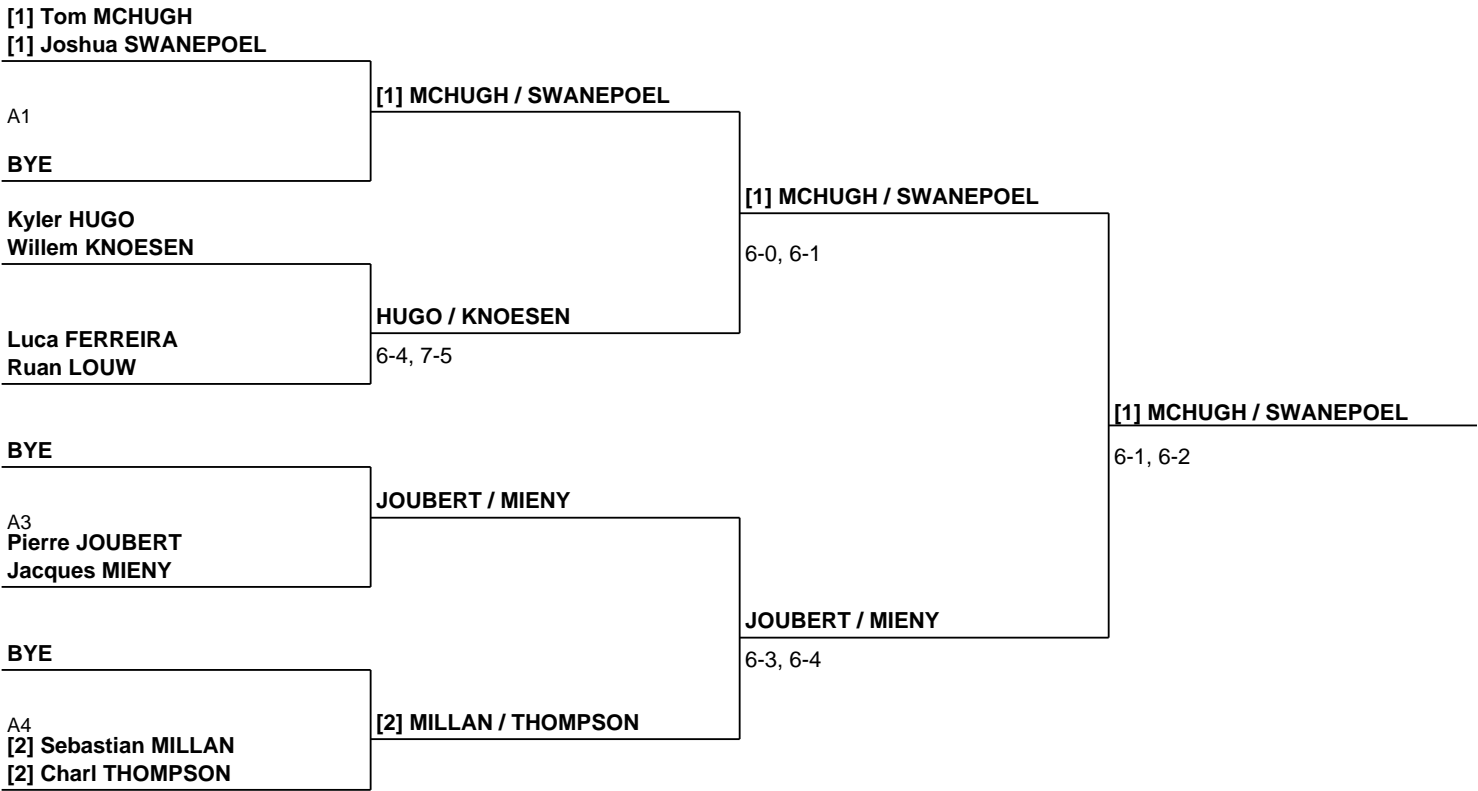 [1] Tom MCHUGH
[1] Joshua SWANEPOEL
A1
BYE
Kyler HUGO
Willem KNOESEN
Luca FERREIRA
Ruan LOUW
BYE
A3
Pierre JOUBERT
Jacques MIENY
BYE
A4
[2] Sebastian MILLAN
[2] Charl THOMPSON
[1] MCHUGH / SWANEPOEL
HUGO / KNOESEN
6-4, 7-5
JOUBERT / MIENY
[2] MILLAN / THOMPSON
[1] MCHUGH / SWANEPOEL
6-0, 6-1
JOUBERT / MIENY
6-3, 6-4
[1] MCHUGH / SWANEPOEL
6-1, 6-2